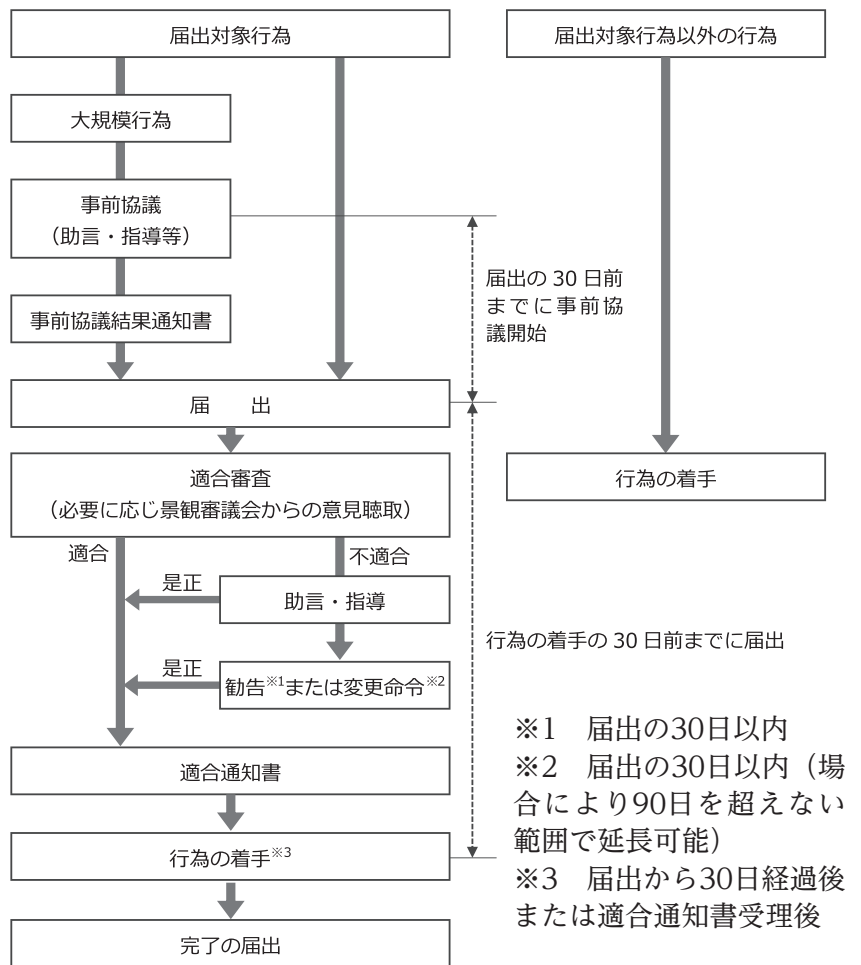 届出対象行為
届出対象行為以外の行為
大規模行為
事前協議
（助言・指導等）
届出の 30 日前
までに事前協
議開始
事前協議結果通知書
届　　出
適合審査
（必要に応じ景観審議会からの意見聴取）
行為の着手
適合
不適合
是正
助言・指導
行為の着手の 30 日前までに届出
是正
勧告※1または変更命令※2
適合通知書
行為の着手※3
完了の届出
※1　届出の30日以内
※2　届出の30日以内（場
合により90日を超えない
範囲で延長可能）
※3　届出から30日経過後
または適合通知書受理後